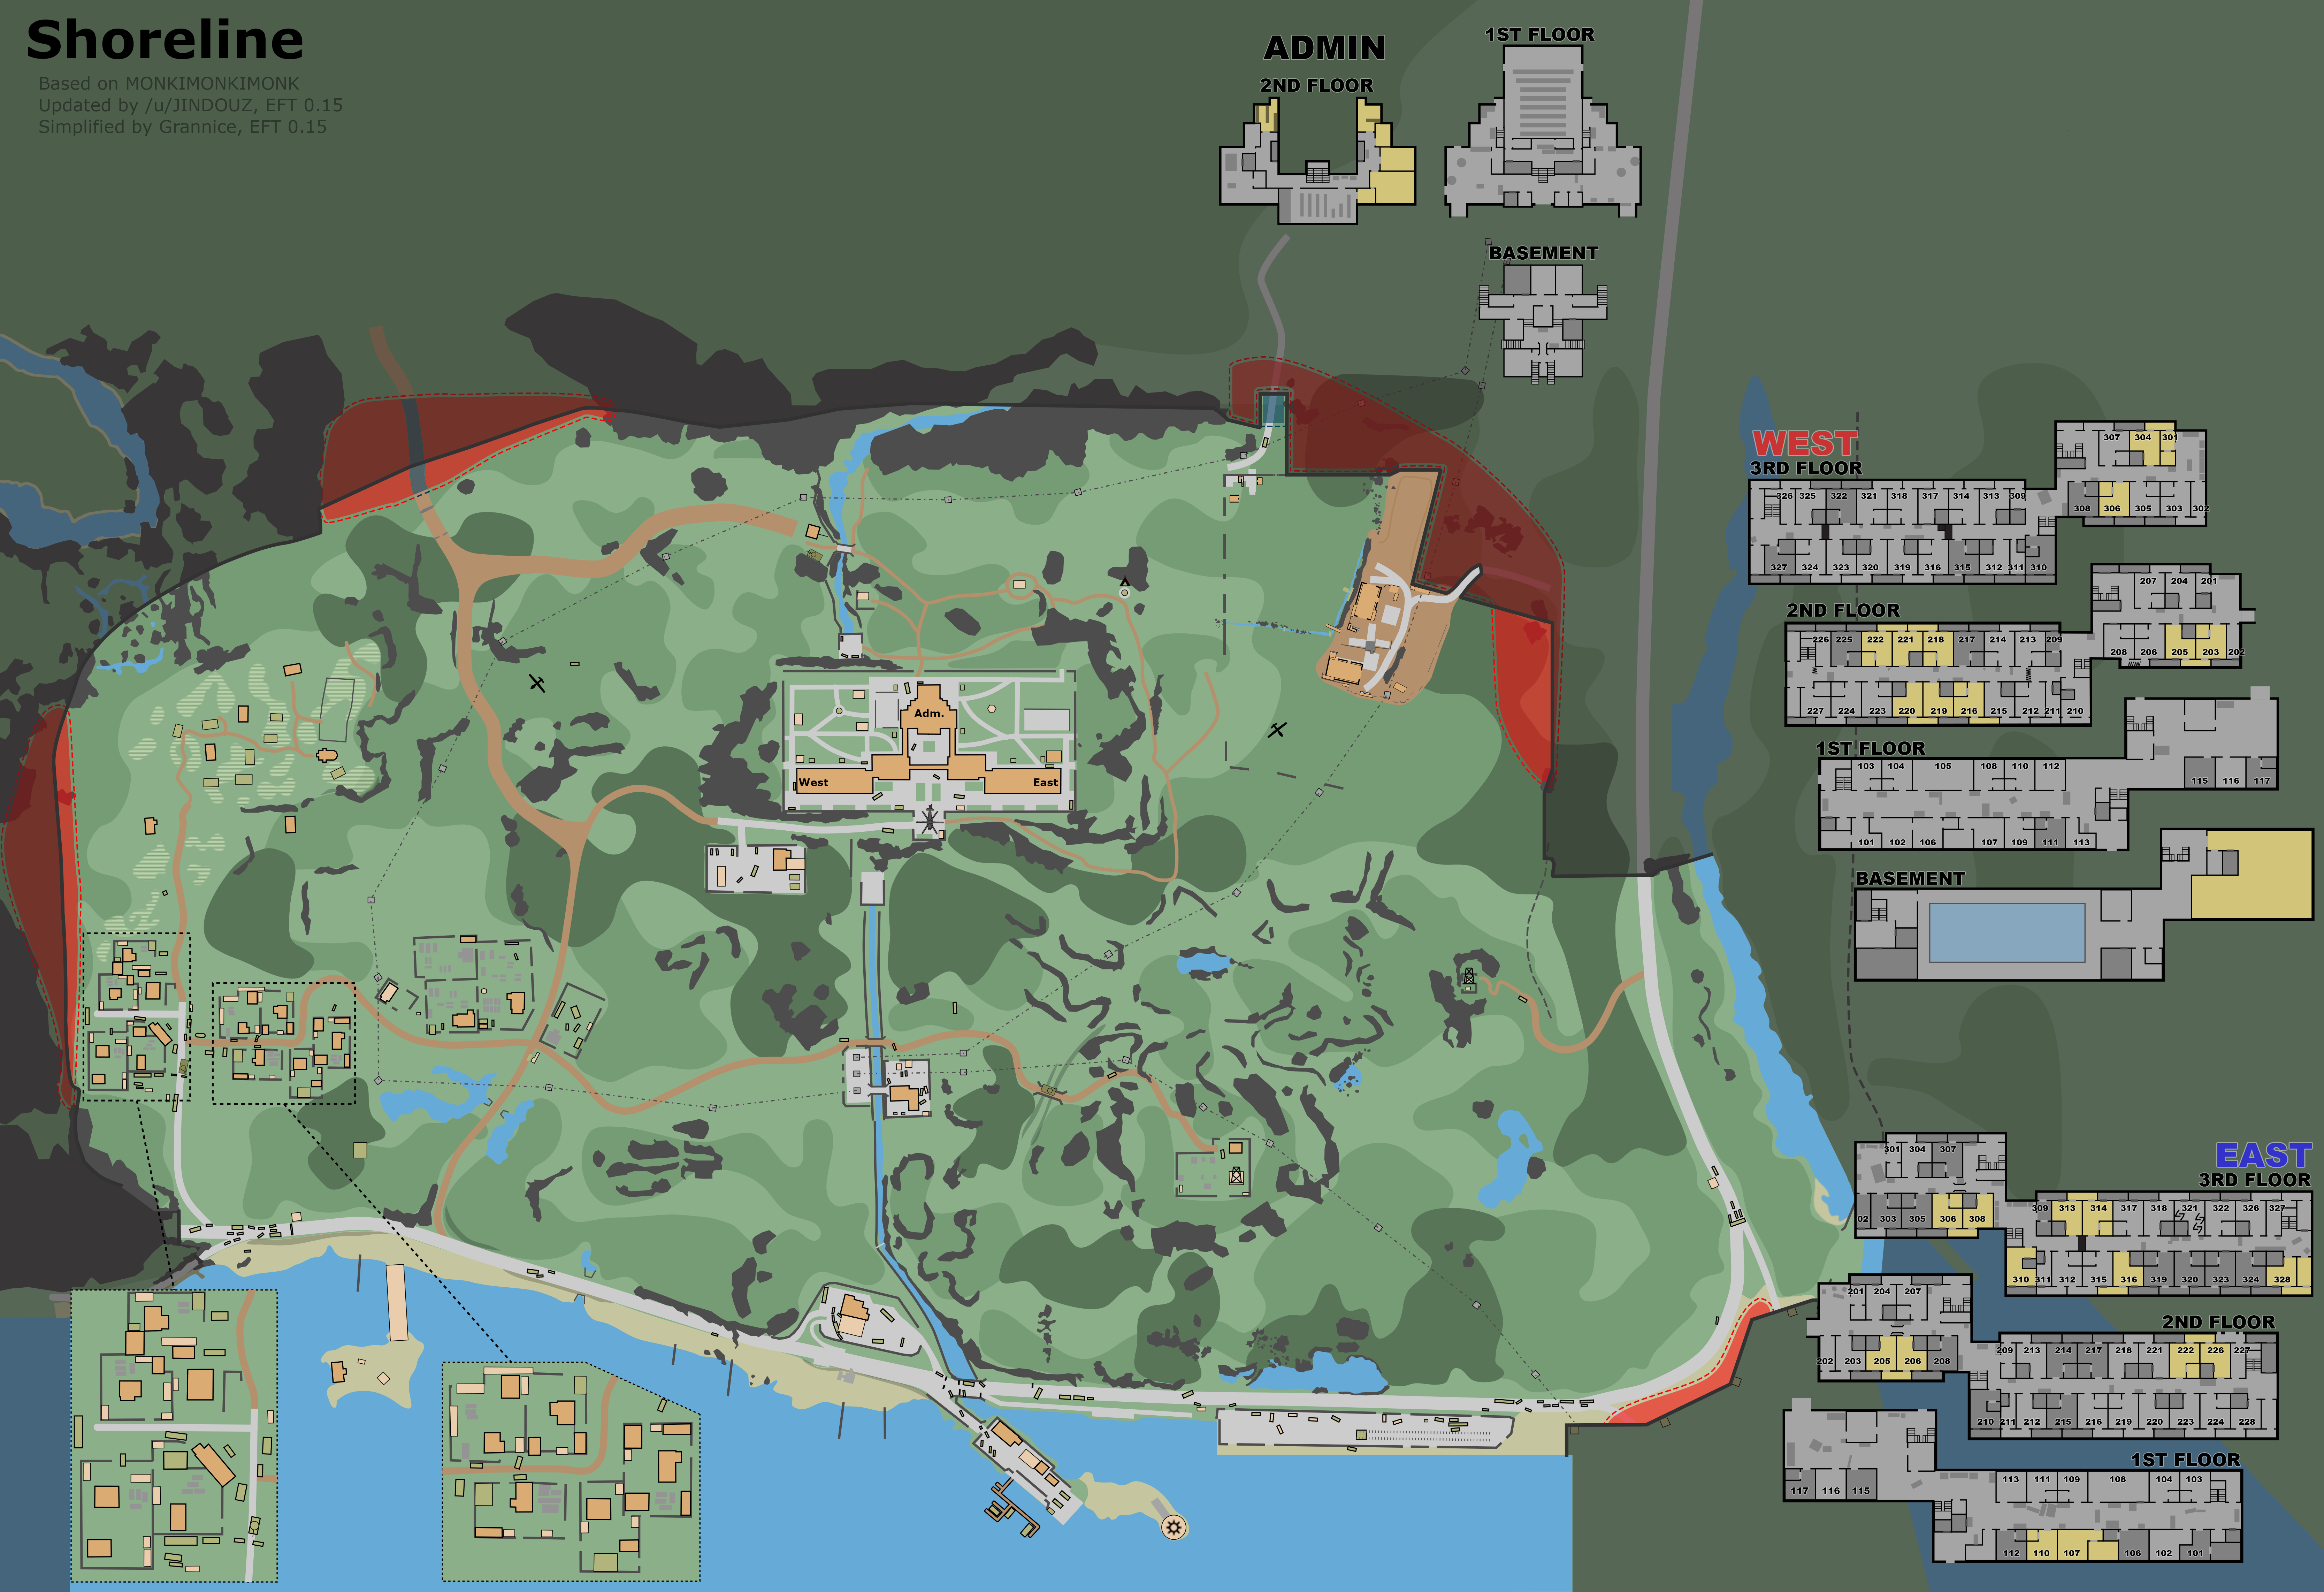 Shoreline
Based on MONKIMONKIMONK
Updated by /u/JINDOUZ, EFT 0.15
Simplified by Grannice, EFT 0.15
ADMIN
2ND FLOOR
1ST FLOOR
BASEMENT
Adm.
West
East
WEST
3RD FLOOR
307 304 301
326 325 322 321 318 317 314 313 309
308 306 305 303 302
327 324 323 320 319 316 315 312 311 310
2ND FLOOR
207 204 201
226 225 222 221 218 217 214 213 209
208 206 205 203 202
227 224 223 220 219 216 215 212 211 210
1ST FLOOR
103 104 105 108 110 112
115 116 117
101 102 106 107 109 111 113
BASEMENT
EAST
3RD FLOOR
301 304 307
02 303 305 306 308
309 313 314 317 318 321 322 326 327
310 311 312 315 316 319 320 323 324 328
2ND FLOOR
201 204 207
202 203 205 206 208
209 213 214 217 218 221 222 226 227
210 211 212 215 216 219 220 223 224 228
1ST FLOOR
117 116 115
113 111 109 108 104 103
112 110 107 106 102 101